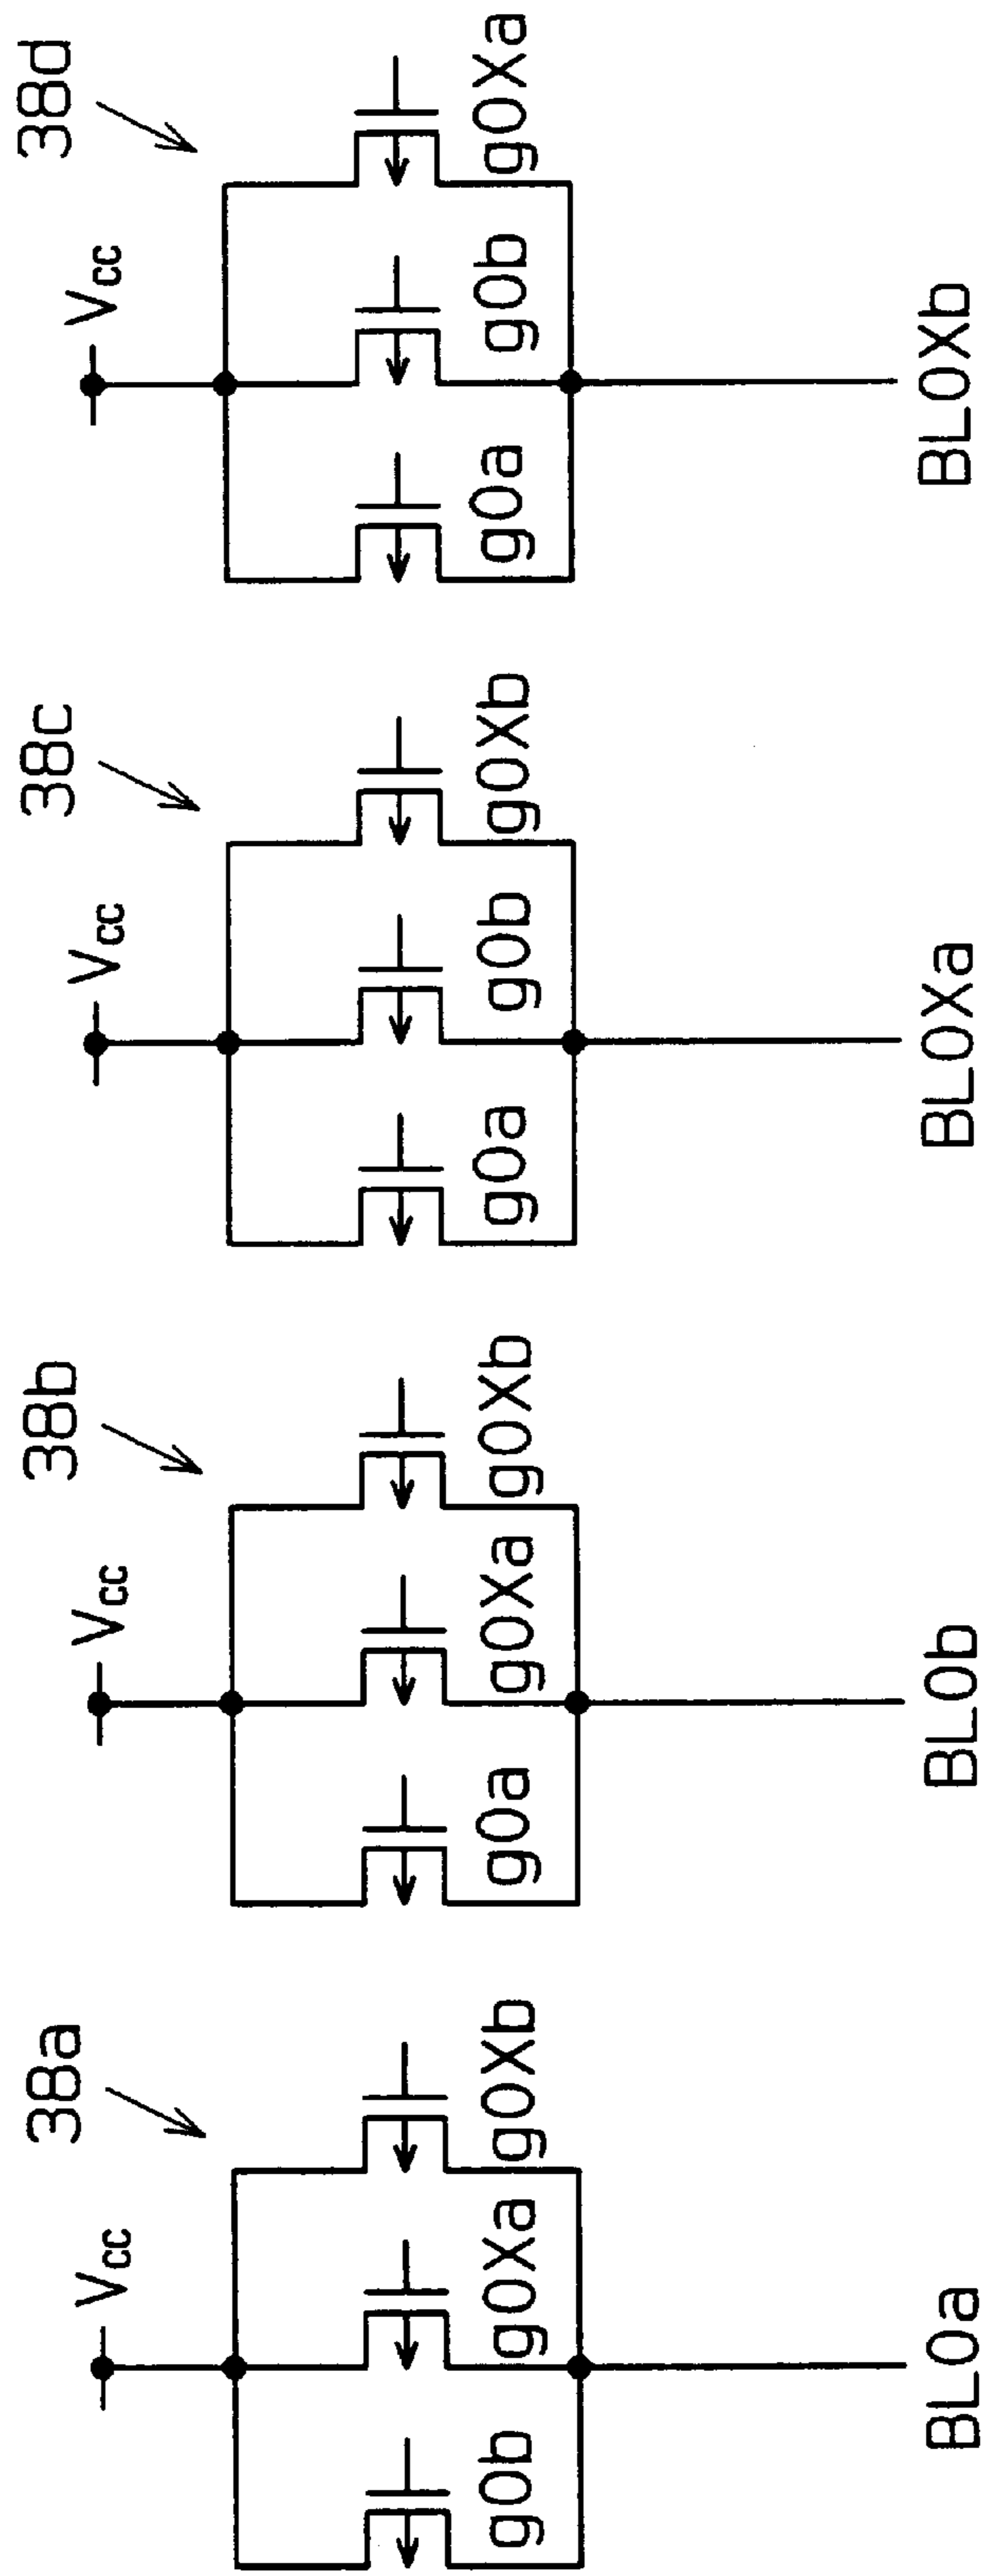 38a
Vcc
g0b
g0Xa
g0Xb
BL0a
38b
Vcc
g0a
g0Xa
g0Xb
BL0b
38c
Vcc
g0a
g0b
g0Xb
BL0Xa
38d
Vcc
g0a
g0b
g0Xa
BL0Xb